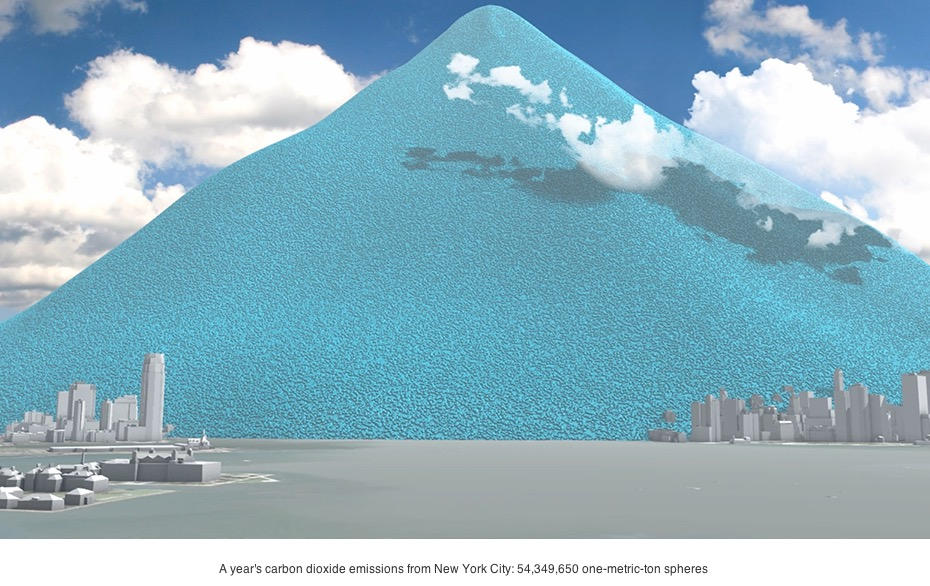 A year's carbon dioxide emissions from New York City: 54,349,650 one-metric-ton spheres